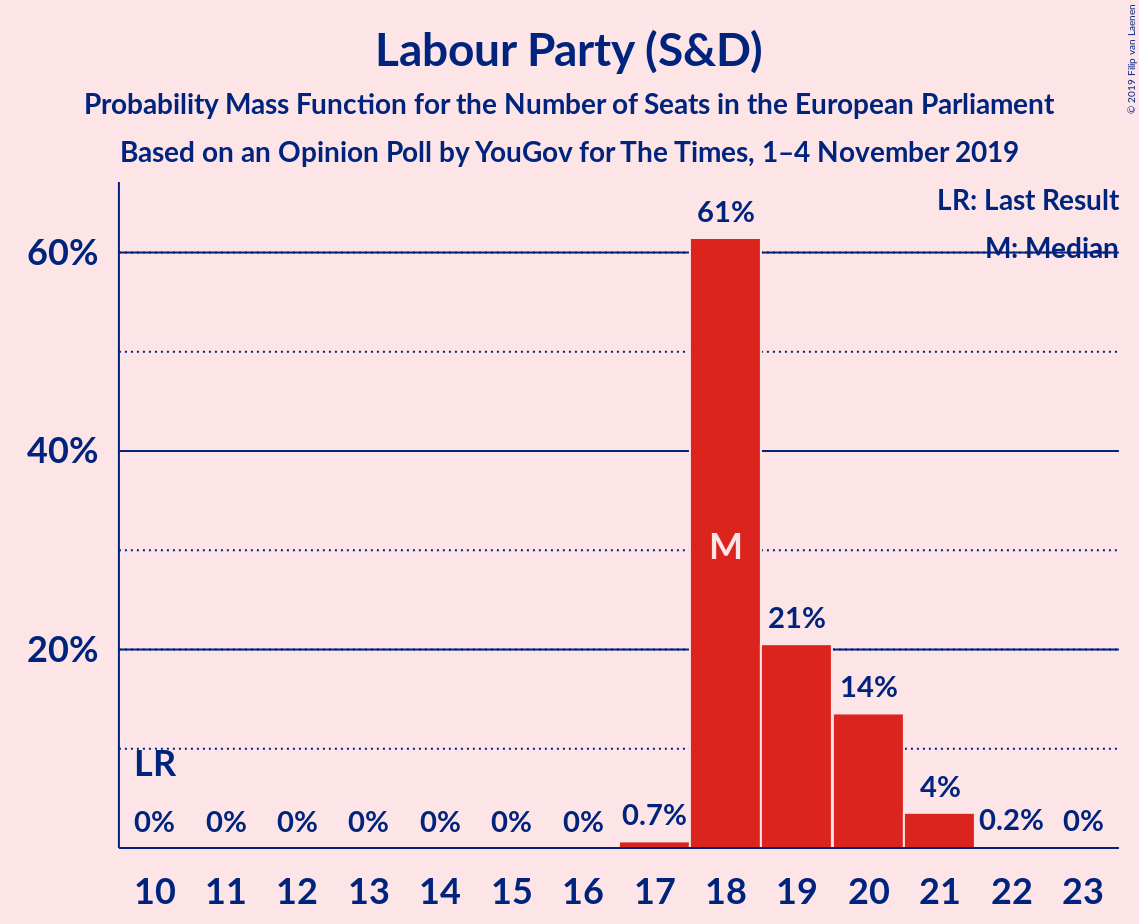 Labour Party (S&D)
Probability Mass Function for the Number of Seats in the European Parliament
Based on an Opinion Poll by YouGov for The Times, 1–4 November 2019
© 2019 Filip van Laenen
LR: Last Result
M: Median
60%
40%
20%
61%
M
21%
14%
LR
4%
0% 0% 0% 0% 0% 0% 0% 0.7% 0.2% 0%
10 11 12 13 14 15 16 17 18 19 20 21 22 23